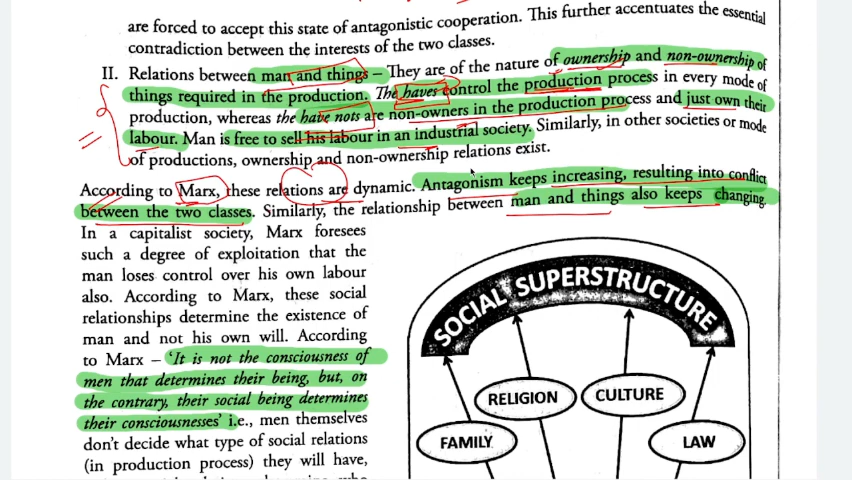 are forced to accept this state of antagonistic cooperation. This further accentuates the essential
contradiction between the interests of the two classes.
II. Relations between man and things – They are of the nature of ownership and non-ownership of
things required in the production. The haves control the production process in every mode of
production, whereas the have nots are non-owners in the production process and just own their
labour. Man is free to sell his labour in an industrial society. Similarly, in other societies or mode
of productions, ownership and non-ownership relations exist.
According to Marx, these relations are dynamic. Antagonism keeps increasing, resulting into conflict
between the two classes. Similarly, the relationship between man and things also keeps changing.
In a capitalist society, Marx foresees
such a degree of exploitation that the
man loses control over his own labour
also. According to Marx, these social
relationships determine the existence of
man and not his own will. According
to Marx – 'It is not the consciousness of
men that determines their being, but, on
the contrary, their social being determines
their consciousnesses' i.e., men themselves
don't decide what type of social relations
(in production process) they will have,
SOCIAL SUPERSTRUCTURE
RELIGION
CULTURE
FAMILY
LAW